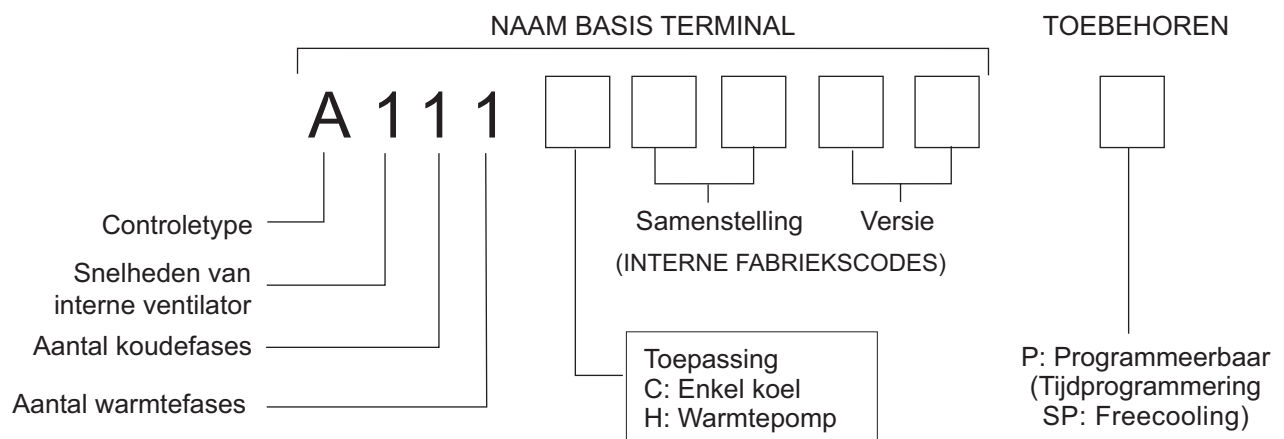 NAAM BASIS TERMINAL
TOEBEHOREN
A 1 1 1
Controletype
Snelheden van
interne ventilator
Aantal koudefases
Aantal warmtefases
Samenstelling
Versie
(INTERNE FABRIEKSCODES)
Toepassing
C: Enkel koel
H: Warmtepomp
P: Programmeerbaar
(Tijdprogrammering
SP: Freecooling)